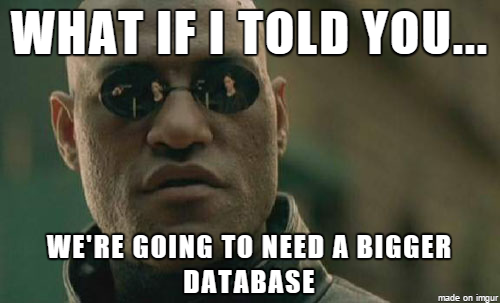 WHAT IF I TOLD YOU...
WE'RE GOING TO NEED A BIGGER
DATABASE
made on imgur